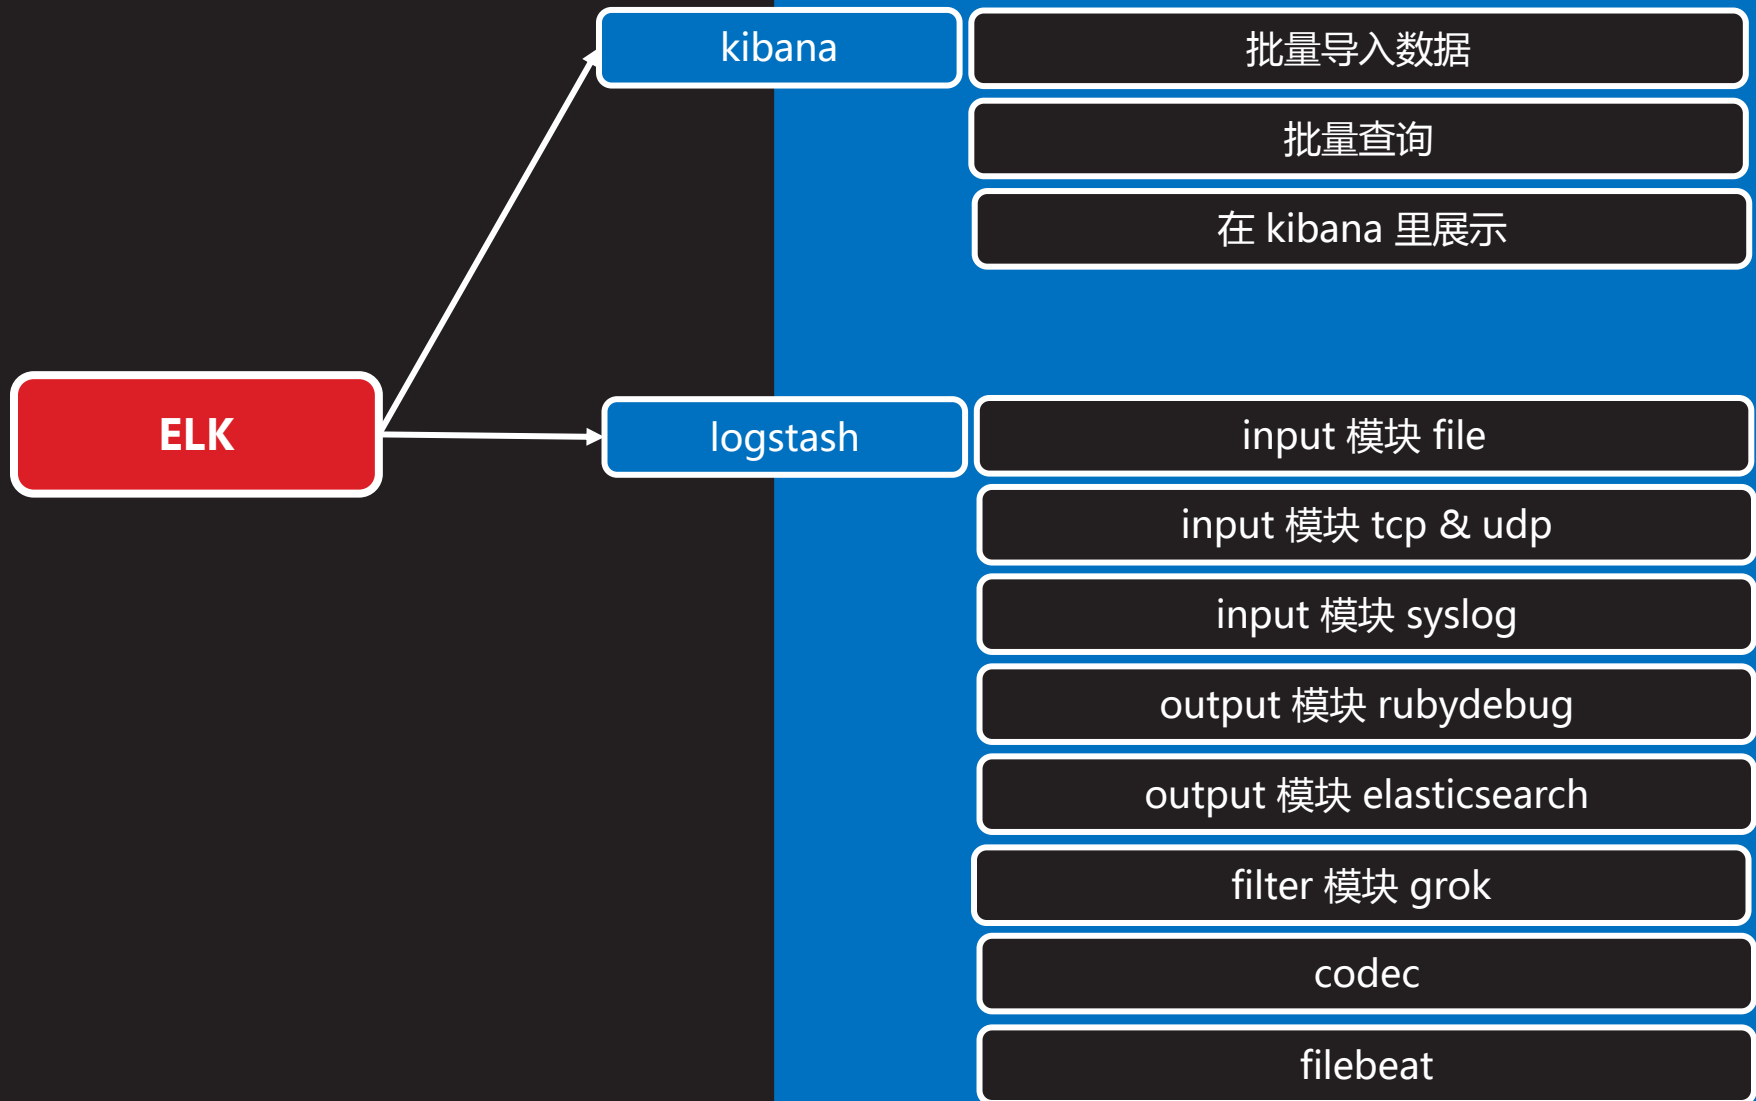 kibana
批量导入数据
批量查询
在 kibana 里展示
ELK
logstash
input 模块 file
input 模块 tcp & udp
input 模块 syslog
output 模块 rubydebug
output 模块 elasticsearch
filter 模块 grok
codec
filebeat